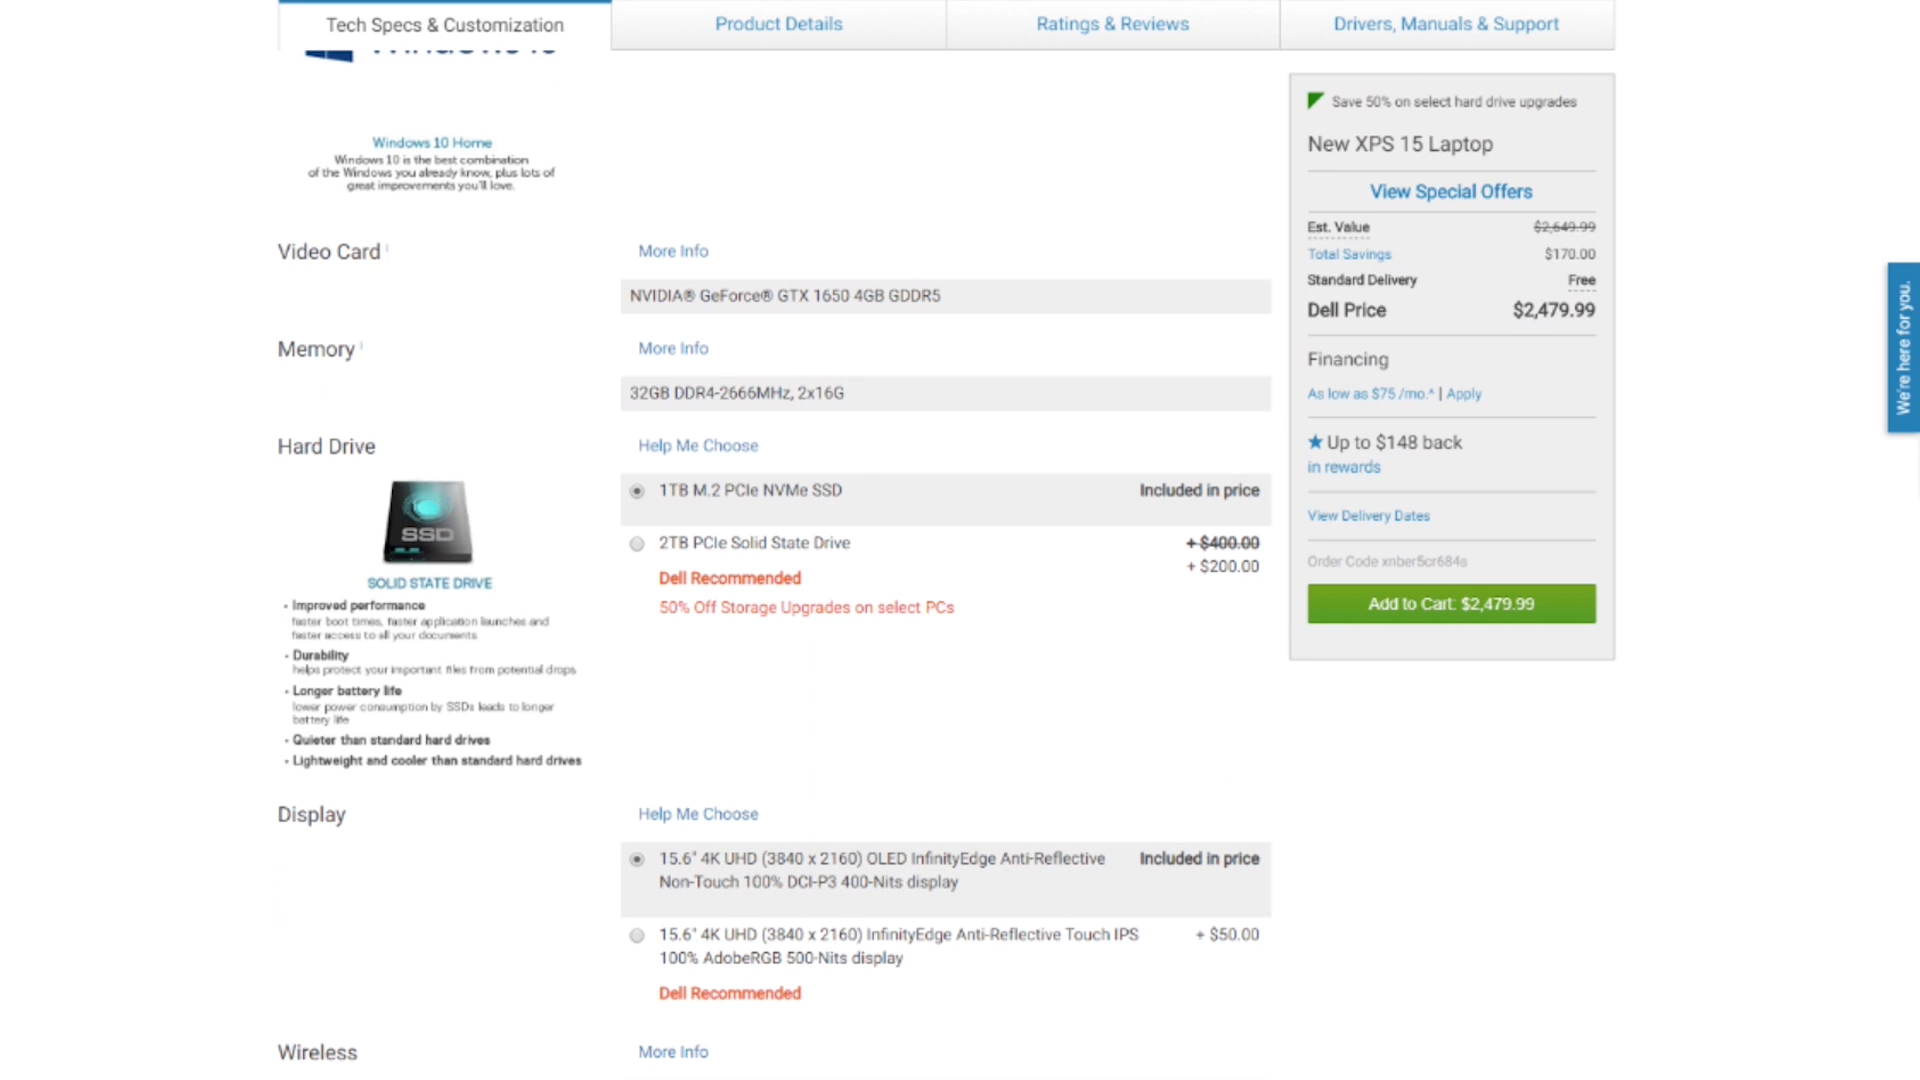 Tech Specs & Customization
Product Details
Ratings & Reviews
Drivers, Manuals & Support
Windows 10 Home
Windows 10 is the best combination
of the Windows you already know, plus lots of
great improvements you'll love.
Video Card
More Info
NVIDIA® GeForce® GTX 1650 4GB GDDR5
Memory
More Info
32GB DDR4-2666MHz, 2x16G
Hard Drive
Help Me Choose
SSD
SOLID STATE DRIVE
• Improved performance
faster boot times, faster application launches and
faster access to all your documents
• Durability
helps protect your important files from potential drops
• Longer battery life
lower power consumption by SSDs leads to longer
battery life
• Quieter than standard hard drives
• Lightweight and cooler than standard hard drives
1TB M.2 PCIe NVMe SSD
Included in price
2TB PCIe Solid State Drive
+ $400.00
+ $200.00
Dell Recommended
50% Off Storage Upgrades on select PCs
Display
Help Me Choose
15.6" 4K UHD (3840 x 2160) OLED InfinityEdge Anti-Reflective
Non-Touch 100% DCI-P3 400-Nits display
Included in price
15.6" 4K UHD (3840 x 2160) InfinityEdge Anti-Reflective Touch IPS
100% AdobeRGB 500-Nits display
+ $50.00
Dell Recommended
Wireless
More Info
Save 50% on select hard drive upgrades
New XPS 15 Laptop
View Special Offers
Est. Value $2,649.99
Total Savings $170.00
Standard Delivery Free
Dell Price $2,479.99
Financing
As low as $75 /mo.^ | Apply
Up to $148 back
in rewards
View Delivery Dates
Order Code xnber5cr684s
Add to Cart: $2,479.99
We're here for you.